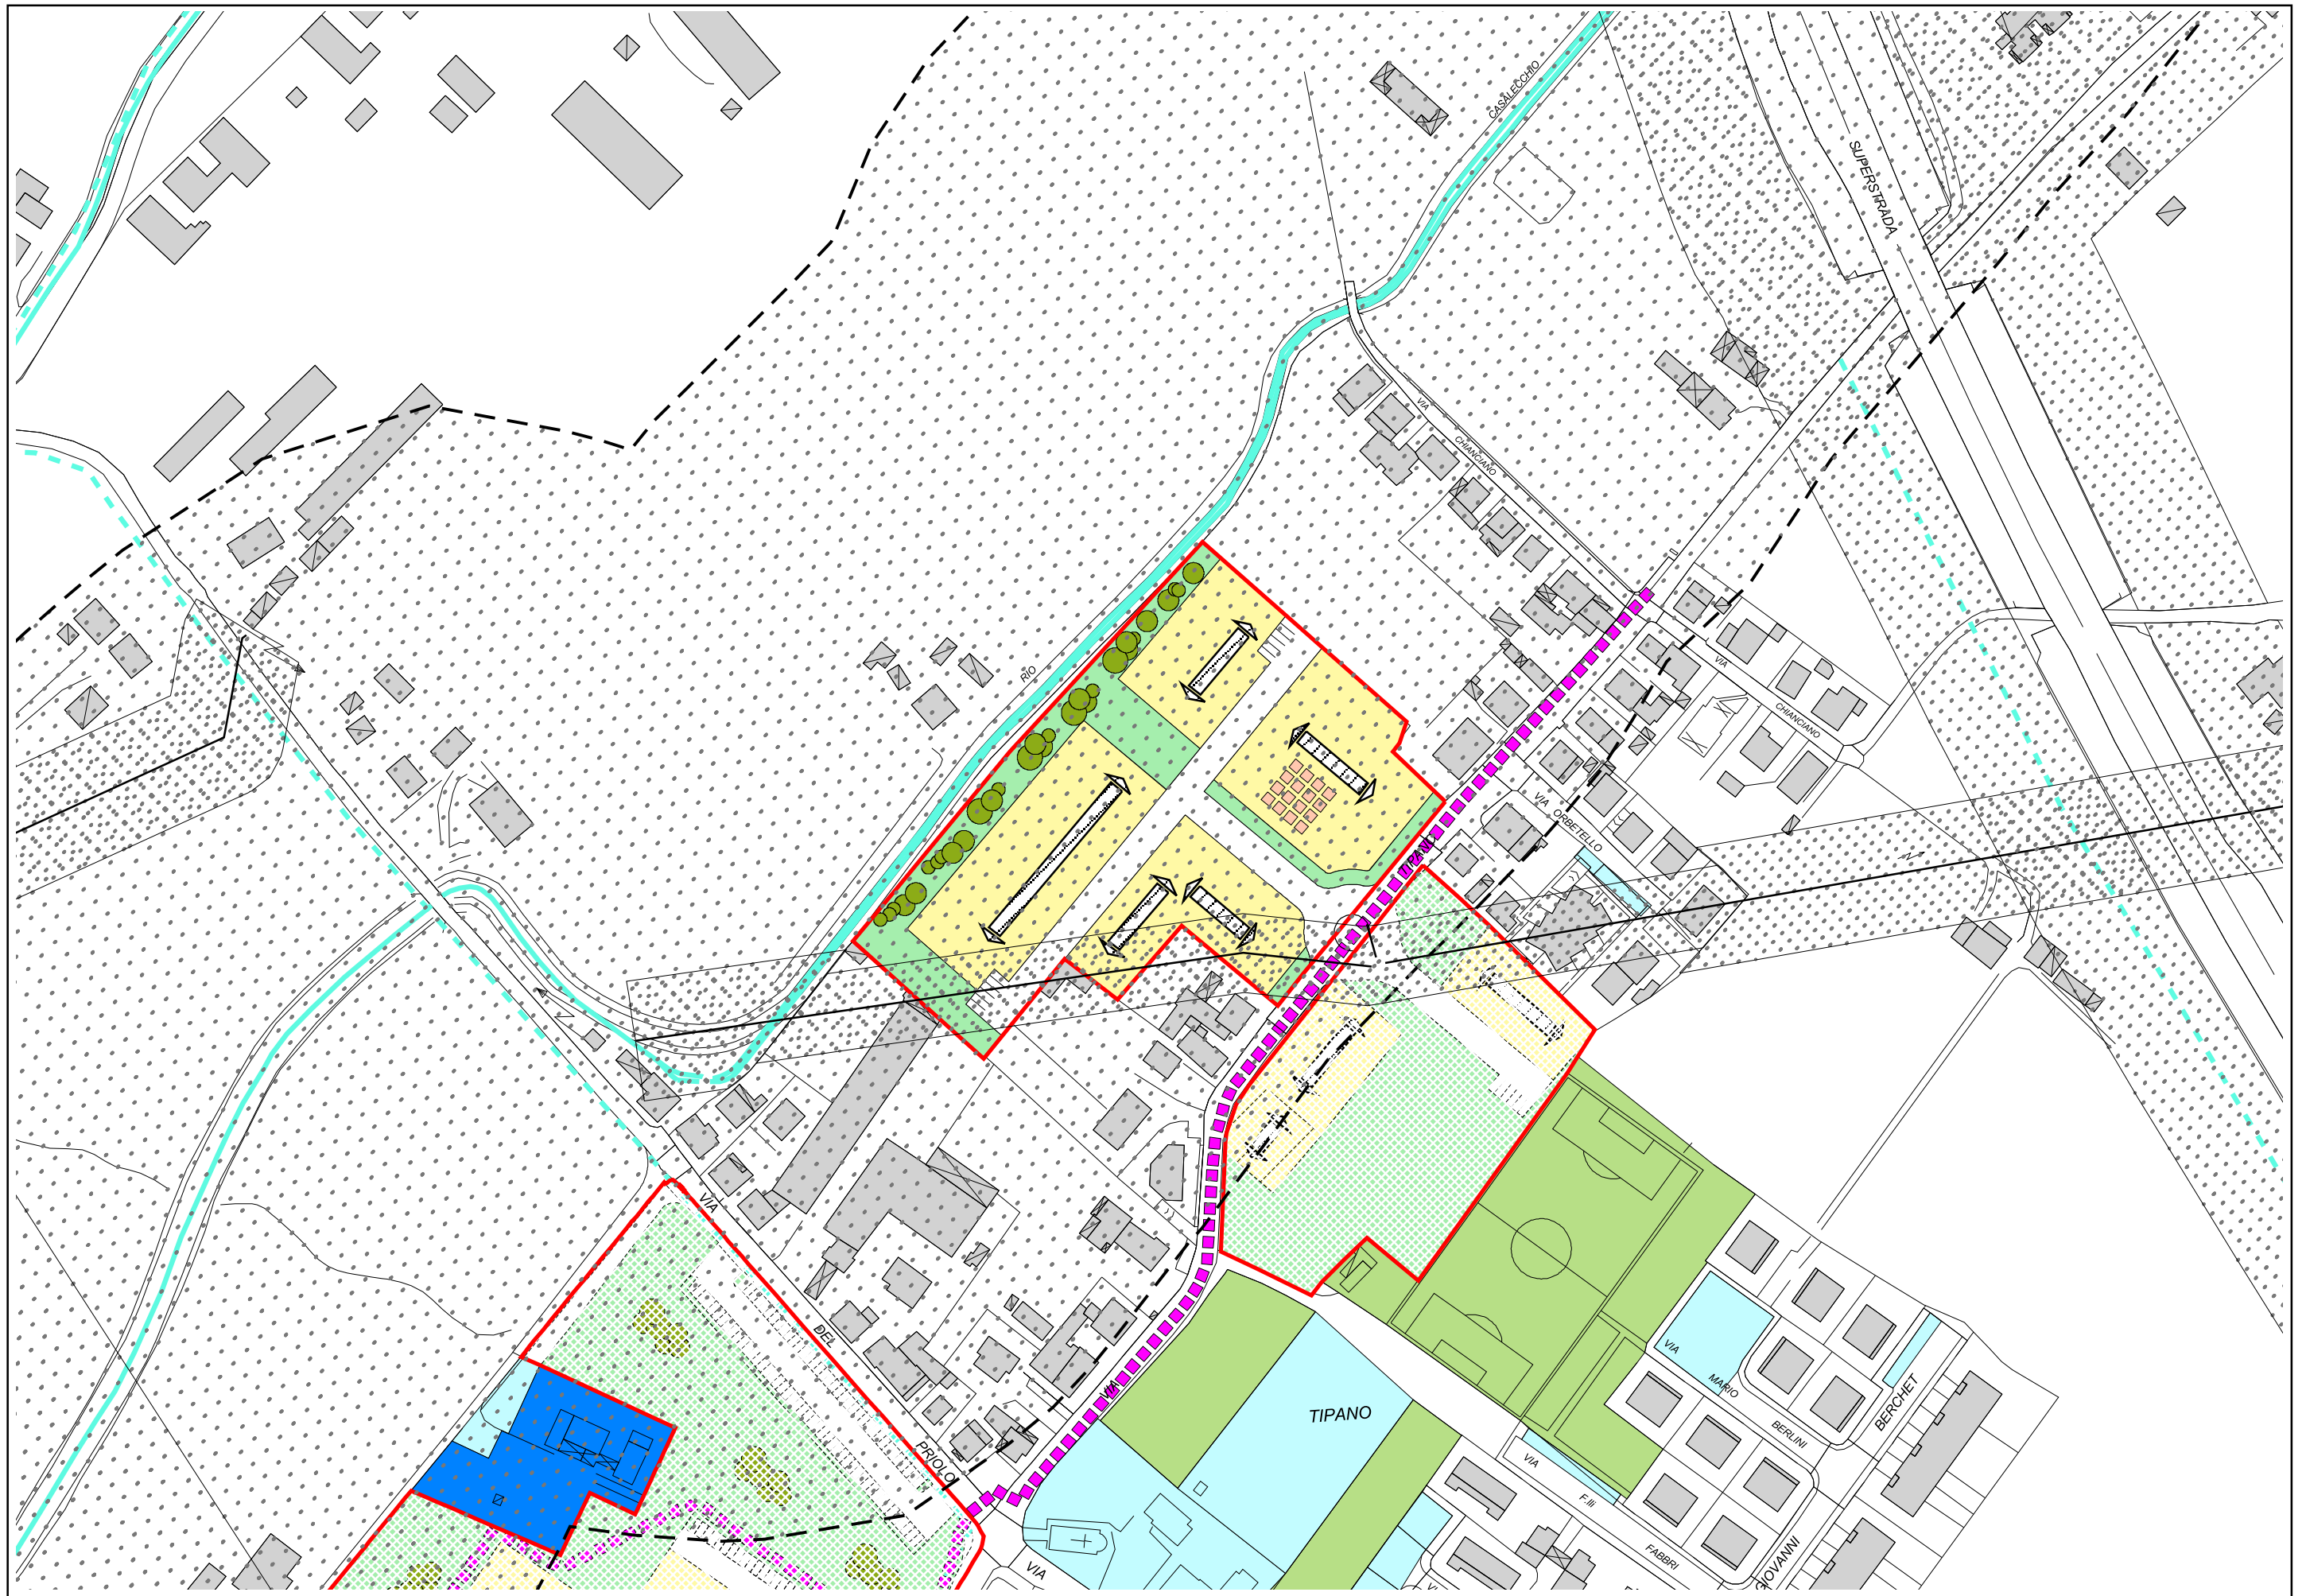 CASALECCHIO
SUPERSTRADA
VIA
CHIANCIANO
RIO
VIA
CHIANCIANO
VIA
ORBETELLO
TIPANO
VIA
DEL
PRIOLO
VIA
TIPANO
VIA
MARIO
BERLINI
BERCHET
VIA
F.lli
FABBRI
GIOVANNI
VIA